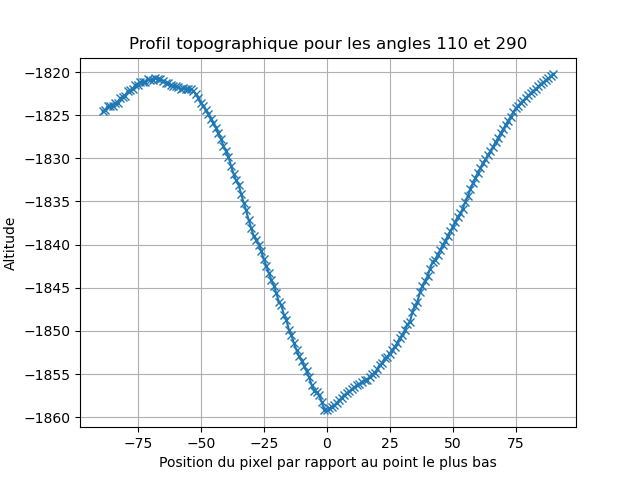 Profil topographique pour les angles 110 et 290
−1820
−1825
−1830
−1835
−1840
−1845
−1850
−1855
−1860
Altitude
−75 −50 −25 0 25 50 75
Position du pixel par rapport au point le plus bas